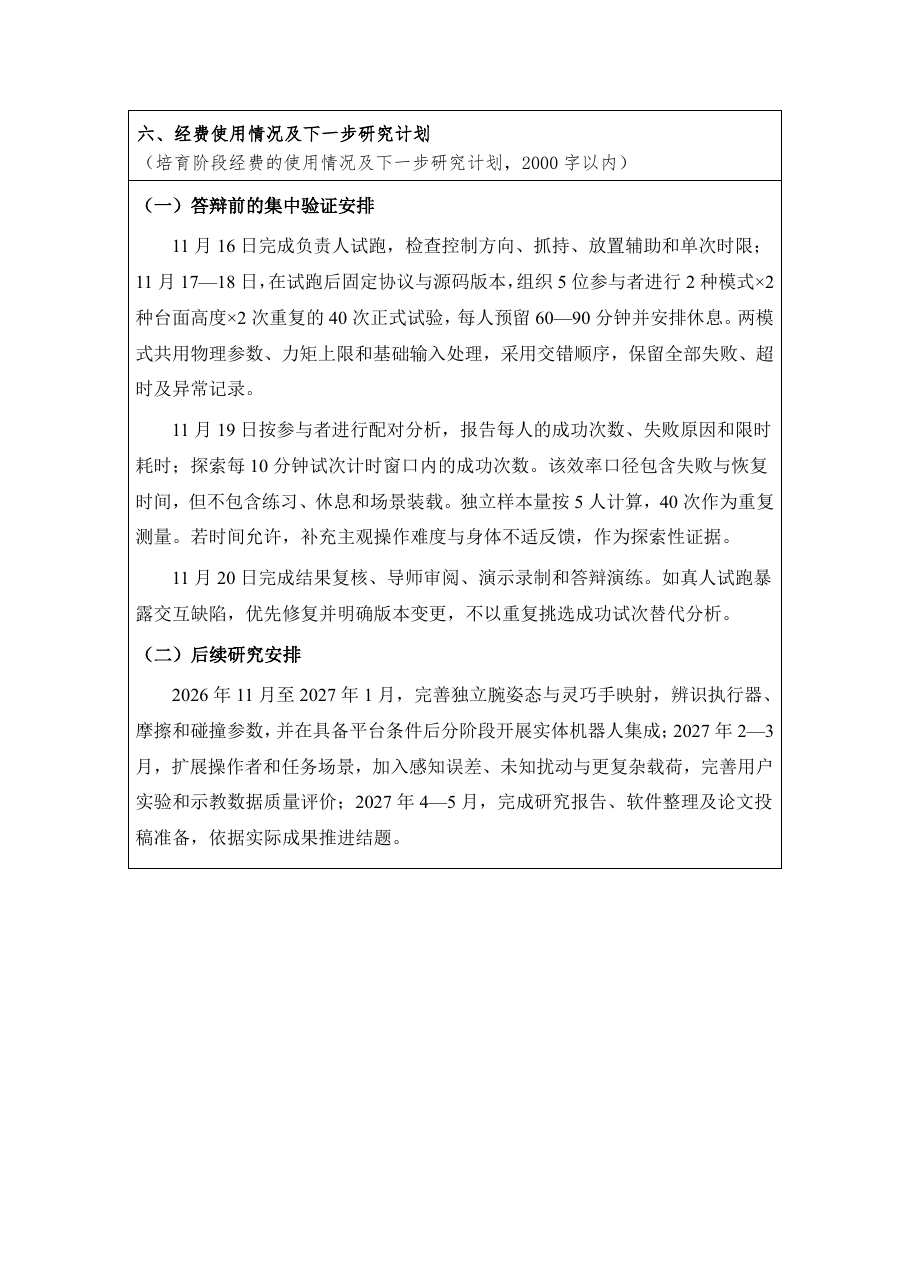 六、经费使用情况及下一步研究计划
（培育阶段经费的使用情况及下一步研究计划，2000 字以内）
（一）答辩前的集中验证安排
11 月 16 日完成负责人试跑，检查控制方向、抓持、放置辅助和单次时限；
11 月 17—18 日，在试跑后固定协议与源码版本，组织 5 位参与者进行 2 种模式×2
种台面高度×2 次重复的 40 次正式试验，每人预留 60—90 分钟并安排休息。两模
式共用物理参数、力矩上限和基础输入处理，采用交错顺序，保留全部失败、超
时及异常记录。
11 月 19 日按参与者进行配对分析，报告每人的成功次数、失败原因和限时
耗时；探索每 10 分钟试次计时窗口内的成功次数。该效率口径包含失败与恢复
时间，但不包含练习、休息和场景装载。独立样本量按 5 人计算，40 次作为重复
测量。若时间允许，补充主观操作难度与身体不适反馈，作为探索性证据。
11 月 20 日完成结果复核、导师审阅、演示录制和答辩演练。如真人试跑暴
露交互缺陷，优先修复并明确版本变更，不以重复挑选成功试次替代分析。
（二）后续研究安排
2026 年 11 月至 2027 年 1 月，完善独立腕姿态与灵巧手映射，辨识执行器、
摩擦和碰撞参数，并在具备平台条件后分阶段开展实体机器人集成；2027 年 2—3
月，扩展操作者和任务场景，加入感知误差、未知扰动与更复杂载荷，完善用户
实验和示教数据质量评价；2027 年 4—5 月，完成研究报告、软件整理及论文投
稿准备，依据实际成果推进结题。